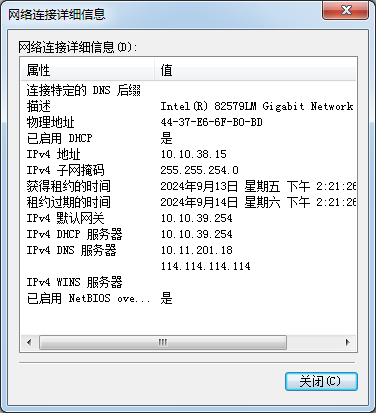 网络连接详细信息
网络连接详细信息(D):
属性 值
连接特定的 DNS 后缀
描述 Intel(R) 82579LM Gigabit Network
物理地址 44-37-E6-6F-B0-BD
已启用 DHCP 是
IPv4 地址 10.10.38.15
IPv4 子网掩码 255.255.254.0
获得租约的时间 2024年9月13日 星期五 下午 2:21:26
租约过期的时间 2024年9月14日 星期六 下午 2:21:26
IPv4 默认网关 10.10.39.254
IPv4 DHCP 服务器 10.10.39.254
IPv4 DNS 服务器 10.11.201.18
114.114.114.114
IPv4 WINS 服务器
已启用 NetBIOS ove... 是
关闭(C)